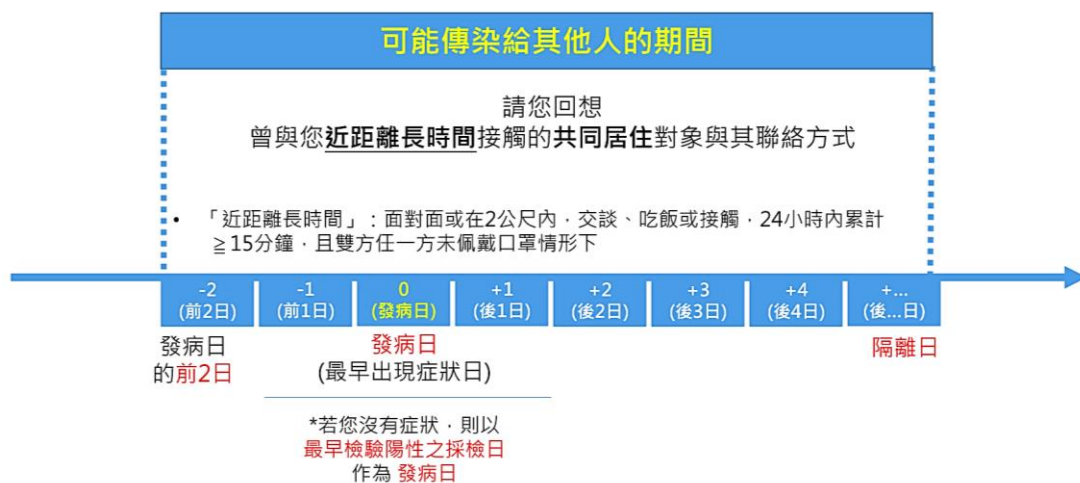 可能傳染給其他人的期間
請您回想
曾與您近距離長時間接觸的共同居住對象與其聯絡方式
• 「近距離長時間」：面對面或在2公尺內，交談、吃飯或接觸，24小時內累計
≧15分鐘，且雙方任一方未佩戴口罩情形下
-2 -1 0 +1 +2 +3 +4 +...
(前2日) (前1日) (發病日) (後1日) (後2日) (後3日) (後4日) (後...日)
發病日 發病日 隔離日
的前2日 (最早出現症狀日)
*若您沒有症狀，則以
最早檢驗陽性之採檢日
作為 發病日